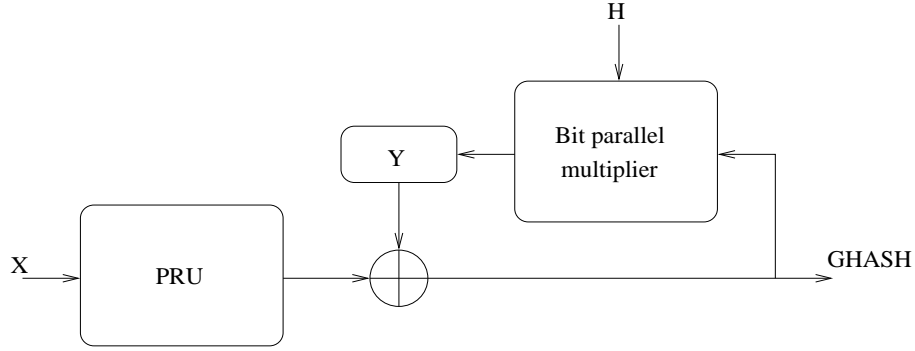 H
Bit parallel
multiplier
Y
X
PRU
GHASH